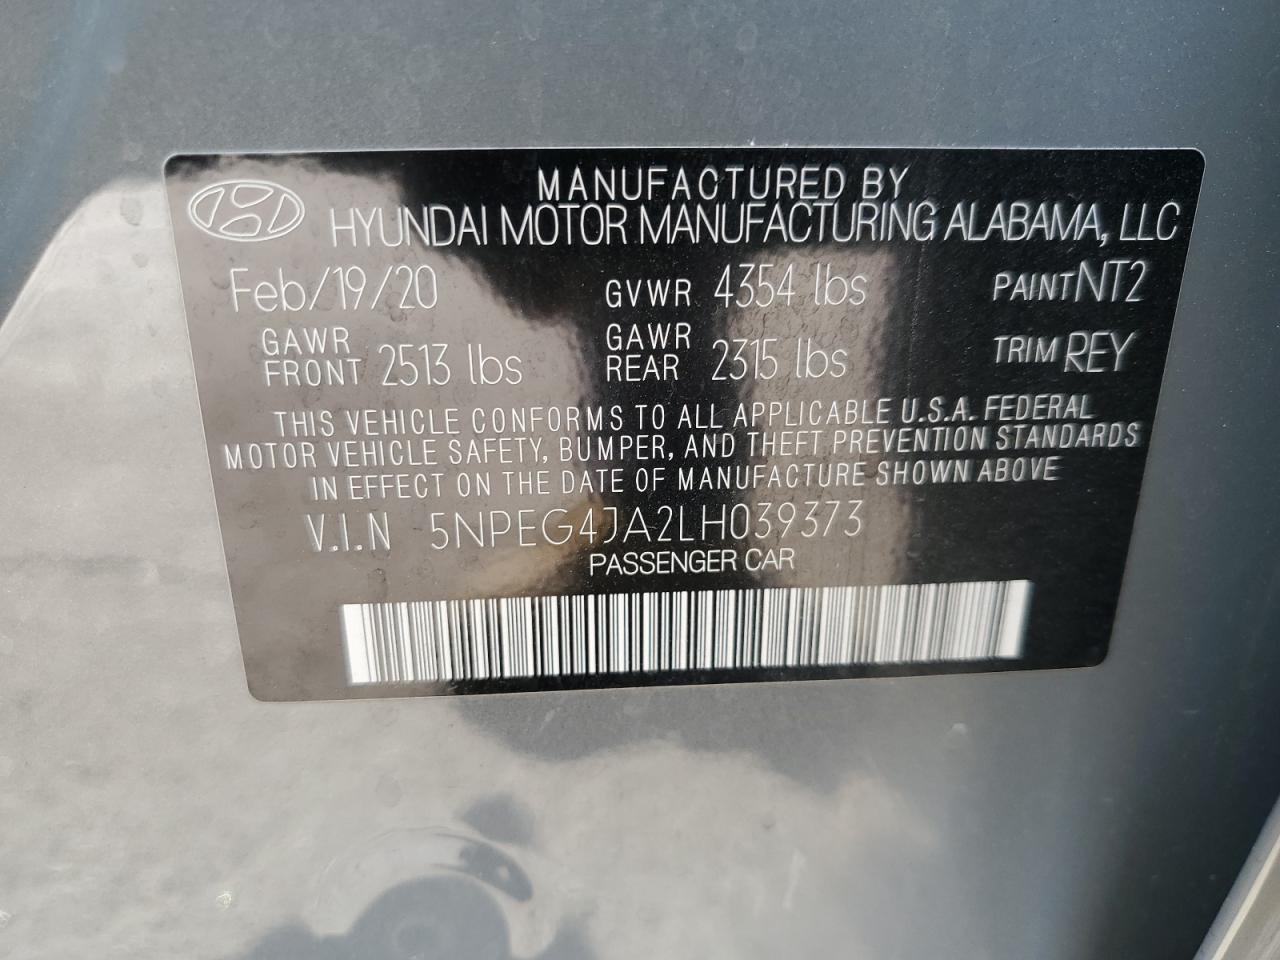 MANUFACTURED BY
HYUNDAI MOTOR MANUFACTURING ALABAMA, LLC
Feb/19/20 GVWR 4354 lbs PAINT NT2
GAWR FRONT 2513 lbs GAWR REAR 2315 lbs TRIM REY
THIS VEHICLE CONFORMS TO ALL APPLICABLE U.S.A. FEDERAL
MOTOR VEHICLE SAFETY, BUMPER, AND THEFT PREVENTION STANDARDS
IN EFFECT ON THE DATE OF MANUFACTURE SHOWN ABOVE
V.I.N 5NPEG4JA2LH039373
PASSENGER CAR